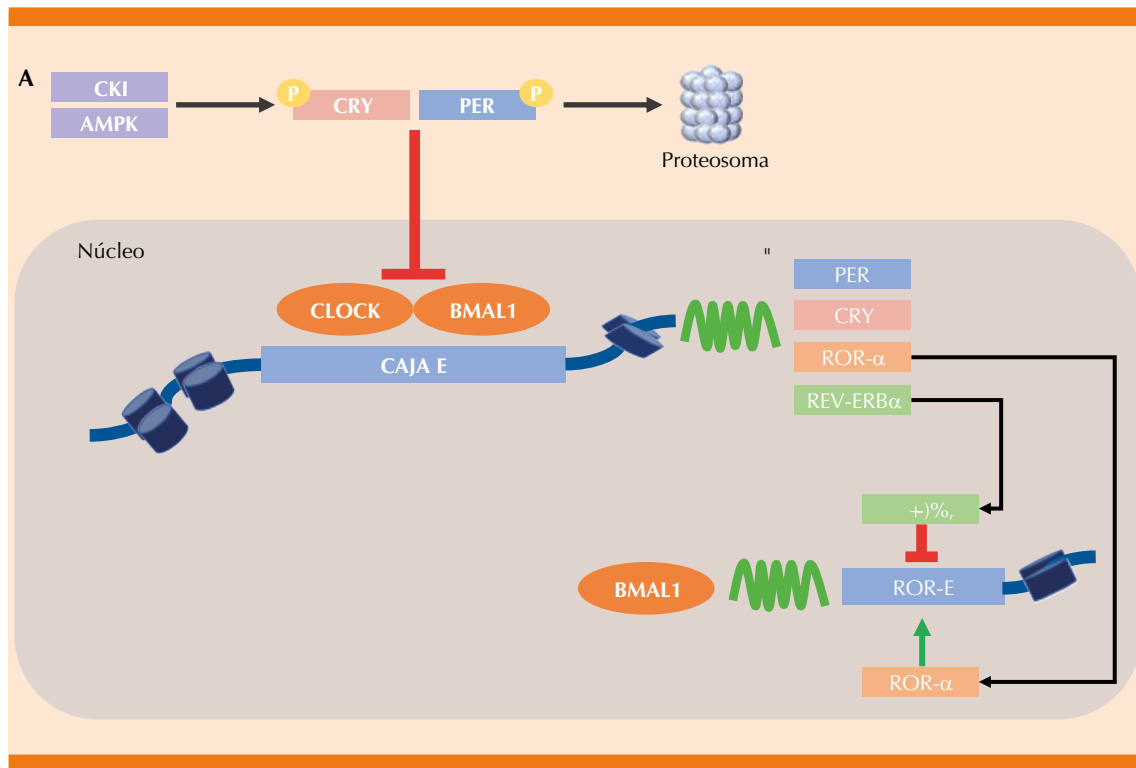 A
CKI
AMPK
P
CRY
PER
P
Proteosoma
Núcleo
"
CLOCK
BMAL1
CAJA E
PER
CRY
ROR-α
REV-ERBα
+)%,
BMAL1
ROR-E
ROR-α